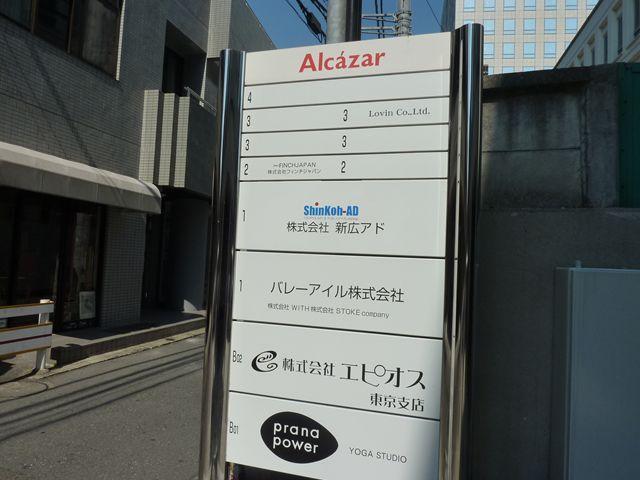 Alcázar
4
3 3 Lovin Co.,Ltd.
3 3
2 FINCHJAPAN 2
株式会社フィンチジャパン
1 ShinKoh-AD
株式会社 新広アド
1 バレーアイル株式会社
株式会社 WITH 株式会社 STOKE company
B02 株式会社エピオス
東京支店
B01 prana
power
YOGA STUDIO